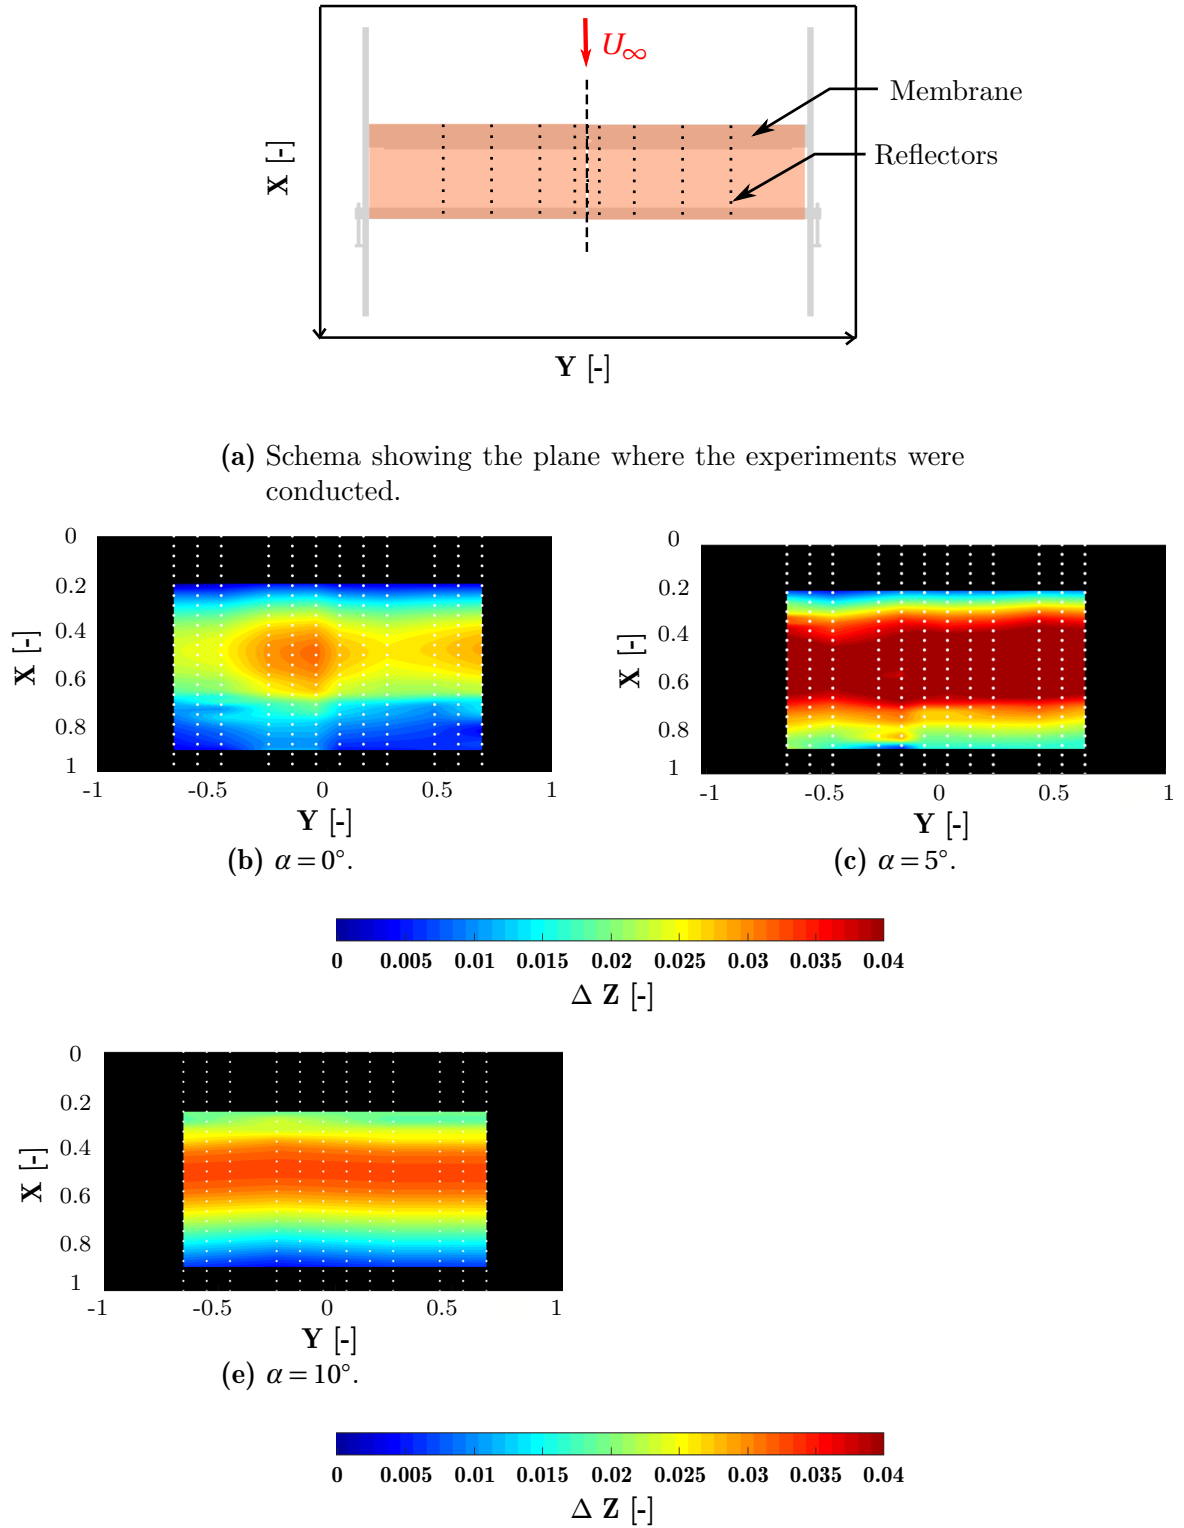 U∞
Membrane
Reflectors
X [-]
Y [-]
(a) Schema showing the plane where the experiments were
conducted.
0
0.2
0.4
0.6
0.8
1
X [-]
-1 -0.5 0 0.5 1
Y [-]
(b) α = 0°.
0
0.2
0.4
0.6
0.8
1
X [-]
-1 -0.5 0 0.5 1
Y [-]
(c) α = 5°.
0 0.005 0.01 0.015 0.02 0.025 0.03 0.035 0.04
Δ Z [-]
0
0.2
0.4
0.6
0.8
1
X [-]
-1 -0.5 0 0.5 1
Y [-]
(e) α = 10°.
0 0.005 0.01 0.015 0.02 0.025 0.03 0.035 0.04
Δ Z [-]